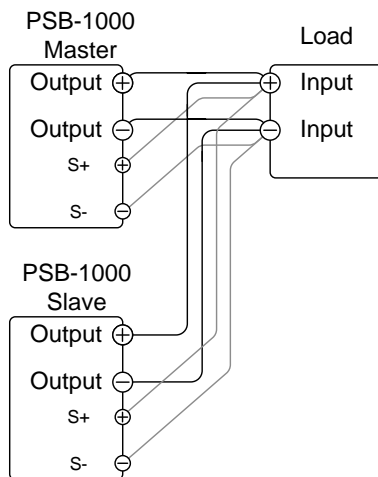 PSB-1000
Master
Output
Output
S+
S-
Load
Input
Input
PSB-1000
Slave
Output
Output
S+
S-